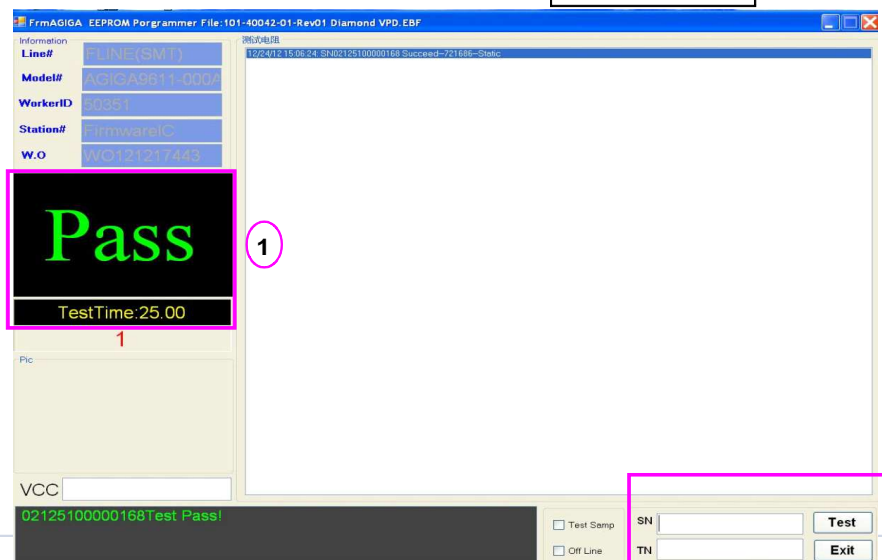 FrmAGIGA EEPROM Porgrammer File:101-40042-01-Rev01 Diamond VPD.EBF
Information
Line# FLINE(SMT)
Model# AGIGA9611-000A
WorkerID 50351
Station# FirmwareIC
W.O WO121217443
测试电阻
12/24/12 15:06:24: SN02125100000168 Succeed--721686--Static
Pass
1
TestTime:25.00
1
Pic
VCC
02125100000168Test Pass!
Test Samp
Off Line
SN
Test
TN
Exit